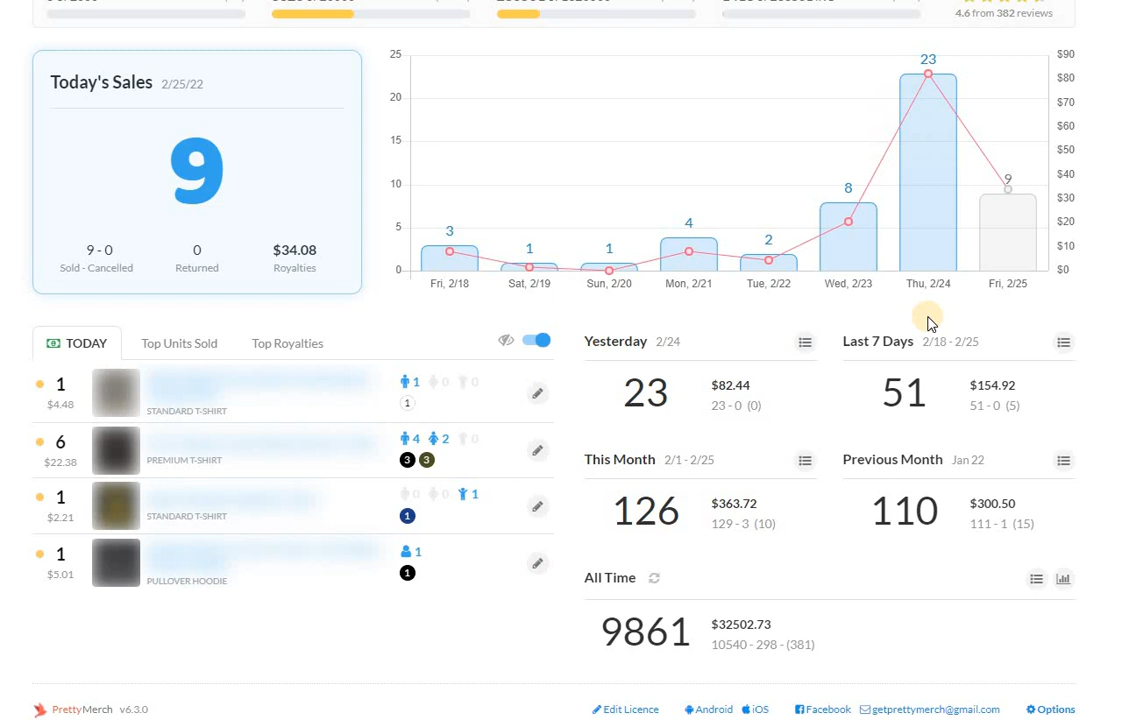 4.6 from 382 reviews
Today's Sales 2/25/22
9
9 - 0 0 $34.08
Sold - Cancelled Returned Royalties
25 20 15 10 5 0
$90 $80 $70 $60 $50 $40 $30 $20 $10 $0
3 1 1 4 2 8 23 9
Fri, 2/18 Sat, 2/19 Sun, 2/20 Mon, 2/21 Tue, 2/22 Wed, 2/23 Thu, 2/24 Fri, 2/25
TODAY Top Units Sold Top Royalties
1 1 0 0
$4.48 STANDARD T-SHIRT 1
6 4 2 0
$22.38 PREMIUM T-SHIRT 3 3
1 0 0 1
$2.21 STANDARD T-SHIRT 1
1 1
$5.01 PULLOVER HOODIE 1
Yesterday 2/24
23 $82.44
23 - 0 (0)
Last 7 Days 2/18 - 2/25
51 $154.92
51 - 0 (5)
This Month 2/1 - 2/25
126 $363.72
129 - 3 (10)
Previous Month Jan 22
110 $300.50
111 - 1 (15)
All Time
9861 $32502.73
10540 - 298 - (381)
PrettyMerch v6.3.0
Edit Licence Android iOS Facebook getprettymerch@gmail.com Options